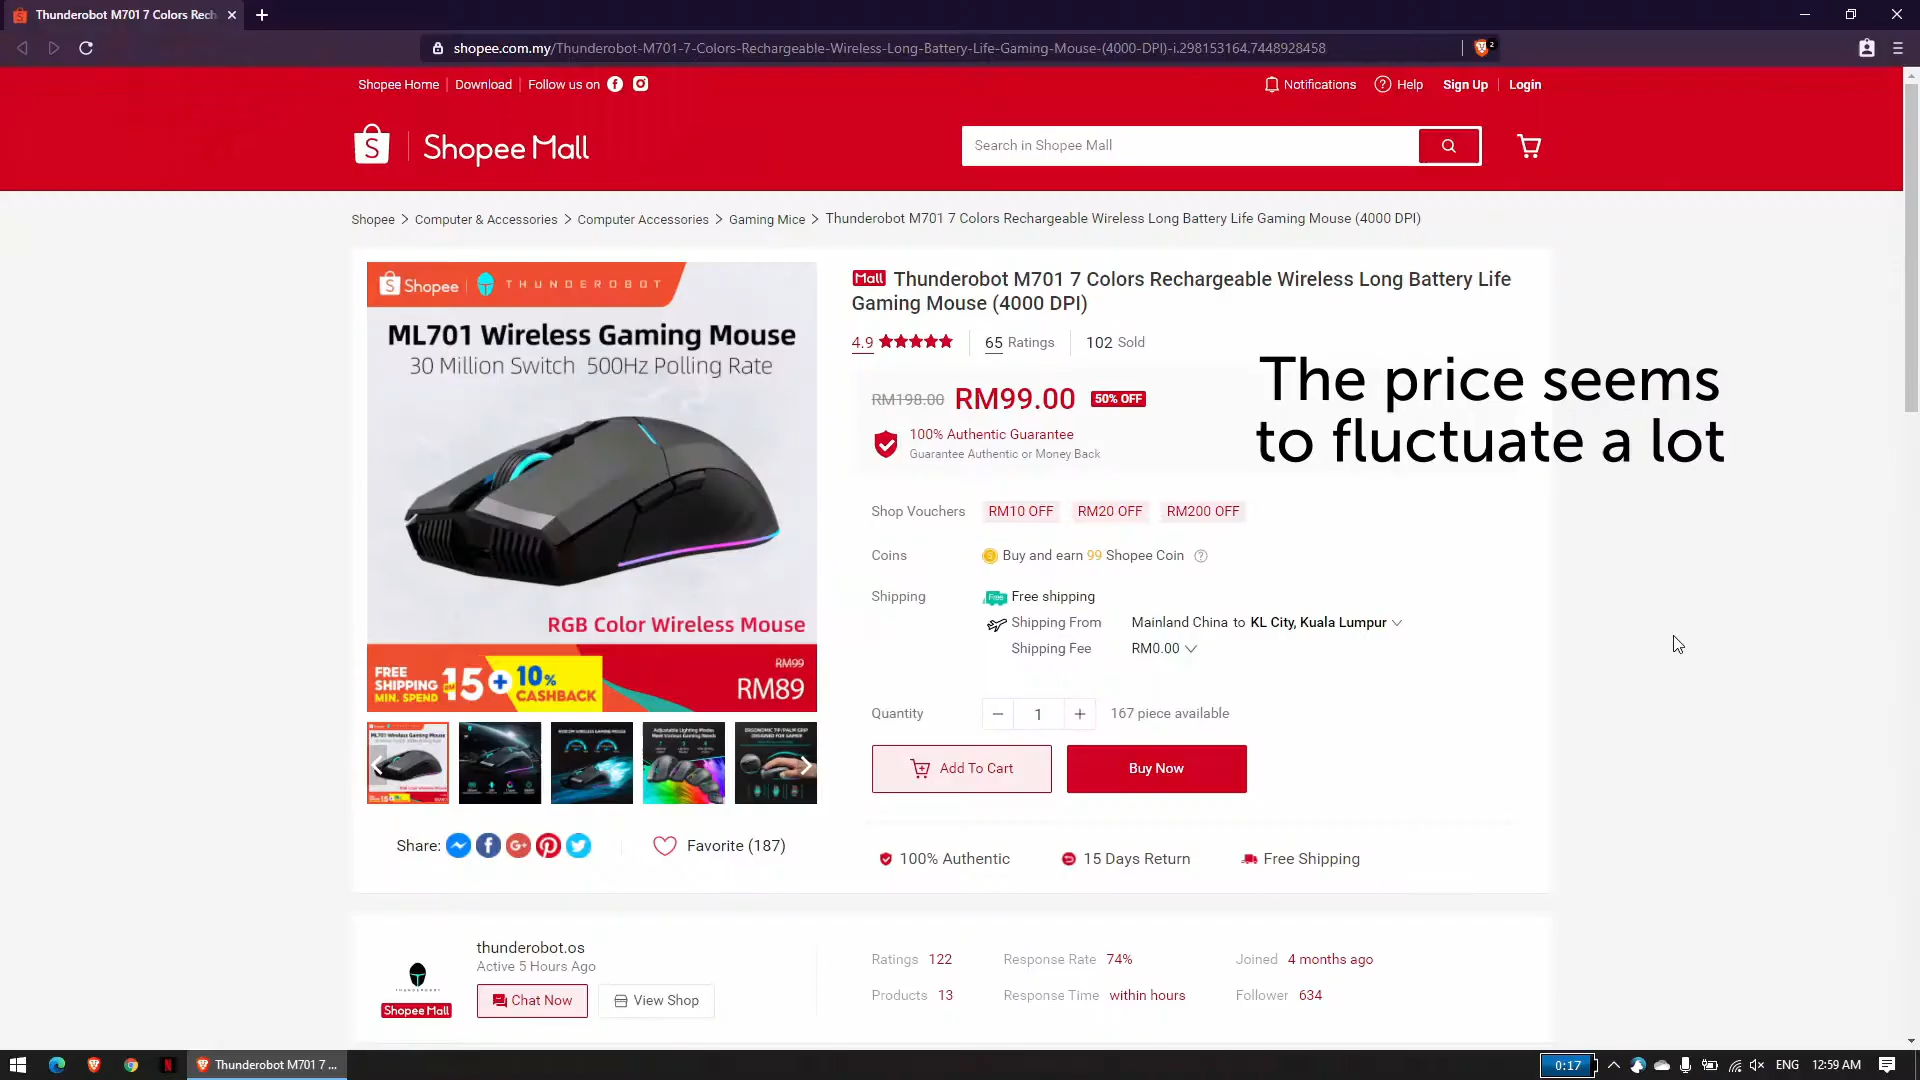 Thunderobot M701 7 Colors Rech
shopee.com.my/Thunderobot-M701-7-Colors-Rechargeable-Wireless-Long-Battery-Life-Gaming-Mouse-(4000-DPI)-i.298153164.7448928458
2
Shopee Home
Download
Follow us on
Notifications
Help
Sign Up
Login
Shopee Mall
Search in Shopee Mall
Shopee > Computer & Accessories > Computer Accessories > Gaming Mice > Thunderobot M701 7 Colors Rechargeable Wireless Long Battery Life Gaming Mouse (4000 DPI)
Shopee
THUNDEROBOT
ML701 Wireless Gaming Mouse
30 Million Switch 500Hz Polling Rate
RGB Color Wireless Mouse
FREE SHIPPING MIN. SPEND RM 15 + 10% CASHBACK
RM99
RM89
Share:
Favorite (187)
Mall Thunderobot M701 7 Colors Rechargeable Wireless Long Battery Life
Gaming Mouse (4000 DPI)
4.9
65 Ratings
102 Sold
RM198.00 RM99.00 50% OFF
100% Authentic Guarantee
Guarantee Authentic or Money Back
The price seems
to fluctuate a lot
Shop Vouchers RM10 OFF RM20 OFF RM200 OFF
Coins Buy and earn 99 Shopee Coin
Shipping Free shipping
Shipping From Mainland China to KL City, Kuala Lumpur
Shipping Fee RM0.00
Quantity 1 167 piece available
Add To Cart
Buy Now
100% Authentic
15 Days Return
Free Shipping
thunderobot.os
Active 5 Hours Ago
Shopee Mall
Chat Now
View Shop
Ratings 122
Response Rate 74%
Joined 4 months ago
Products 13
Response Time within hours
Follower 634
Thunderobot M701 7 ...
0:17
ENG
12:59 AM